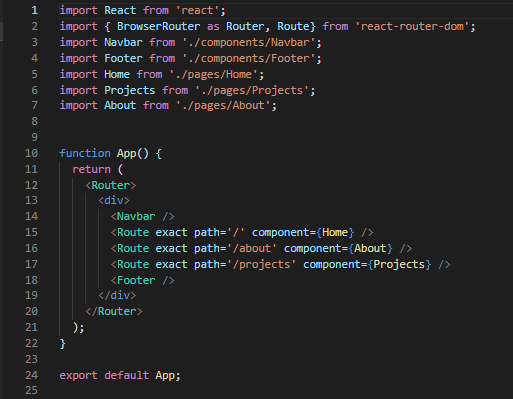 1 import React from 'react';
2 import { BrowserRouter as Router, Route} from 'react-router-dom';
3 import Navbar from './components/Navbar';
4 import Footer from './components/Footer';
5 import Home from './pages/Home';
6 import Projects from './pages/Projects';
7 import About from './pages/About';
8
9
10 function App() {
11   return (
12     <Router>
13       <div>
14         <Navbar />
15         <Route exact path='/' component={Home} />
16         <Route exact path='/about' component={About} />
17         <Route exact path='/projects' component={Projects} />
18         <Footer />
19       </div>
20     </Router>
21   );
22 }
23
24 export default App;
25